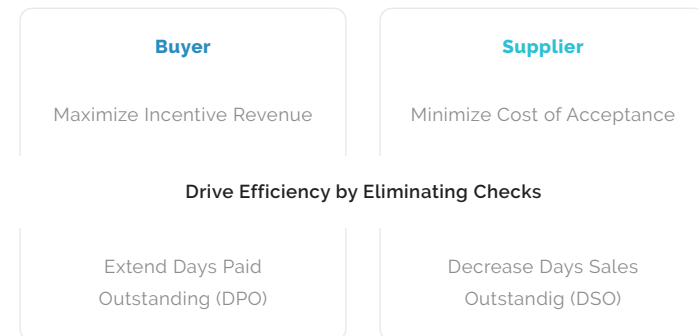 Buyer
Supplier
Maximize Incentive Revenue
Minimize Cost of Acceptance
Drive Efficiency by Eliminating Checks
Extend Days Paid
Outstanding (DPO)
Decrease Days Sales
Outstandig (DSO)